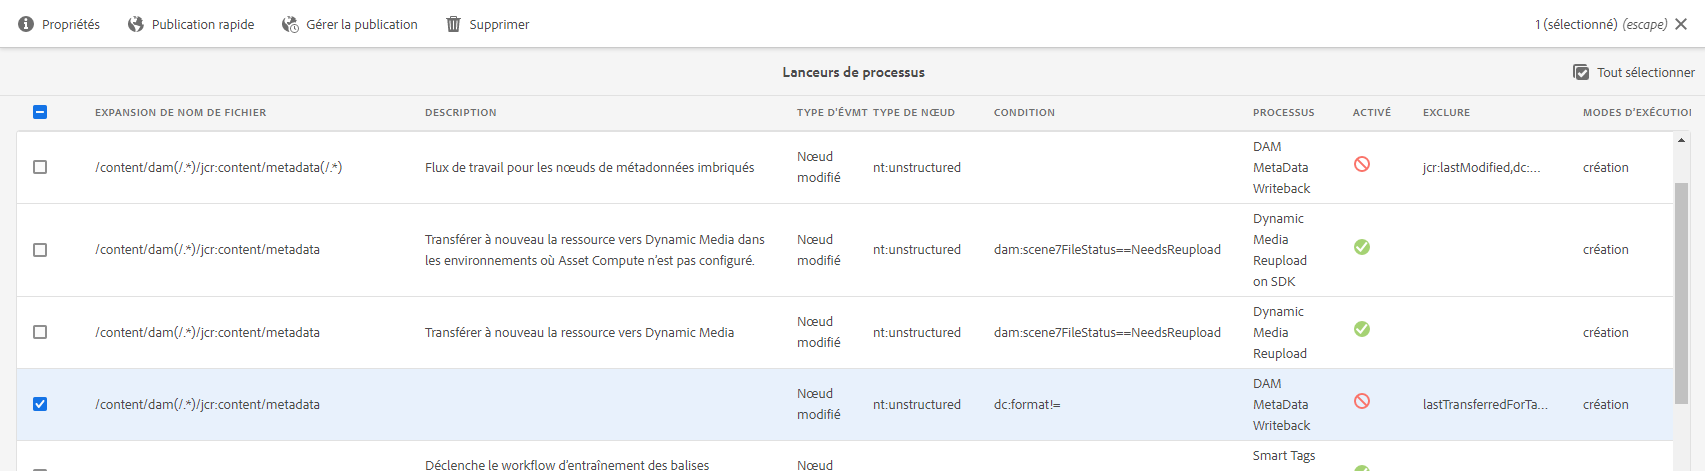 Propriétés Publication rapide Gérer la publication Supprimer 1 (sélectionné) (escape)
Lanceurs de processus Tout sélectionner
EXPANSION DE NOM DE FICHIER DESCRIPTION TYPE D'ÉVMT TYPE DE NŒUD CONDITION PROCESSUS ACTIVÉ EXCLURE MODES D'EXÉCUTION
/content/dam(/.*)/jcr:content/metadata(/.*) Flux de travail pour les nœuds de métadonnées imbriqués
Nœud
modifié
nt:unstructured
DAM
MetaData
Writeback
jcr:lastModified,dc:... création
/content/dam(/.*)/jcr:content/metadata
Transférer à nouveau la ressource vers Dynamic Media dans
les environnements où Asset Compute n'est pas configuré.
Nœud
modifié
nt:unstructured dam:scene7FileStatus==NeedsReupload
Dynamic
Media
Reupload
on SDK
création
/content/dam(/.*)/jcr:content/metadata Transférer à nouveau la ressource vers Dynamic Media
Nœud
modifié
nt:unstructured dam:scene7FileStatus==NeedsReupload
Dynamic
Media
Reupload
création
/content/dam(/.*)/jcr:content/metadata
Nœud
modifié
nt:unstructured dc:format!=
DAM
MetaData
Writeback
lastTransferredForTa... création
Déclenche le workflow d'entraînement des balises
Nœud
Smart Tags